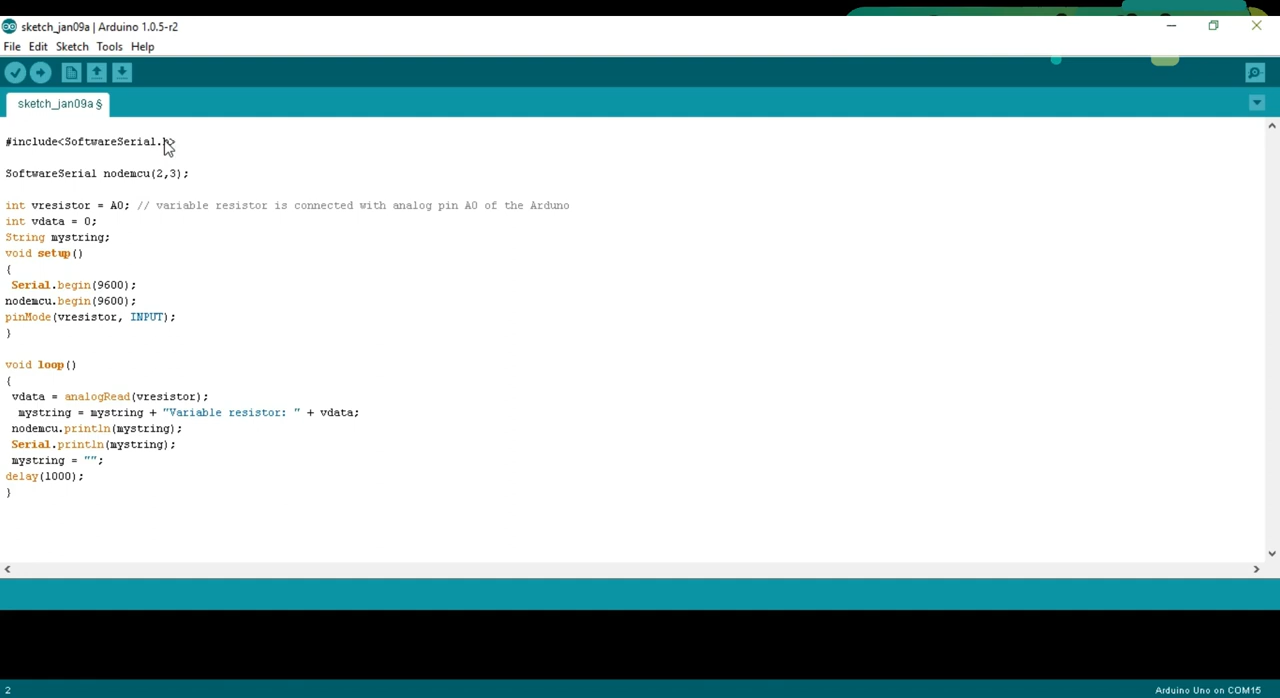 sketch_jan09a | Arduino 1.0.5-r2
File Edit Sketch Tools Help
sketch_jan09a §
#include<SoftwareSerial.h>
SoftwareSerial nodemcu(2,3);
int vresistor = A0; // variable resistor is connected with analog pin A0 of the Arduno
int vdata = 0;
String mystring;
void setup()
{
Serial.begin(9600);
nodemcu.begin(9600);
pinMode(vresistor, INPUT);
}
void loop()
{
vdata = analogRead(vresistor);
mystring = mystring + "Variable resistor: " + vdata;
nodemcu.println(mystring);
Serial.println(mystring);
mystring = "";
delay(1000);
}
2
Arduino Uno on COM15